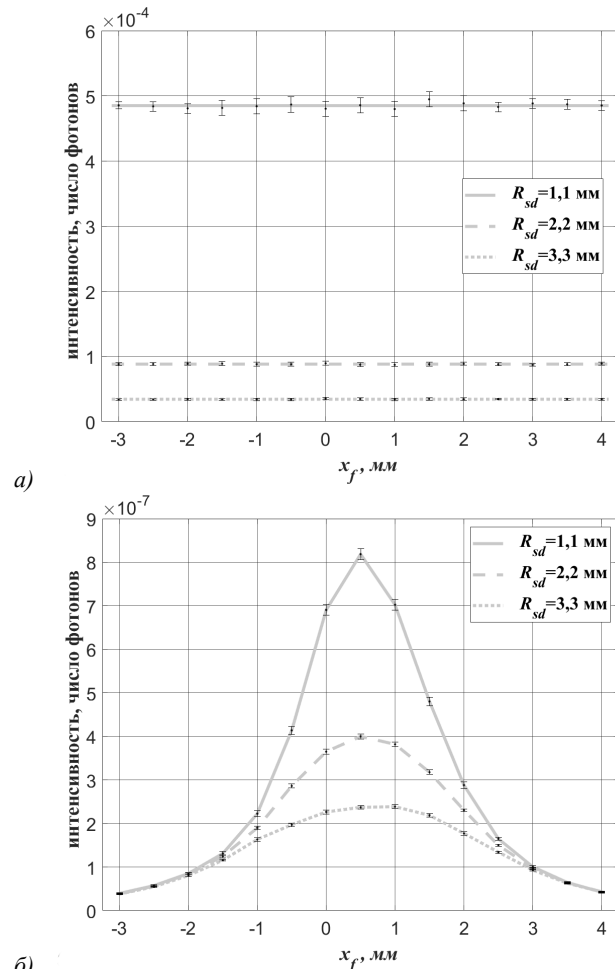 ×10⁻⁴
6
5
4
3
2
1
0
интенсивность, число фотонов
R_sd=1,1 мм
R_sd=2,2 мм
R_sd=3,3 мм
-3 -2 -1 0 1 2 3 4
x_f, мм
а)
×10⁻⁷
9
8
7
6
5
4
3
2
1
0
интенсивность, число фотонов
R_sd=1,1 мм
R_sd=2,2 мм
R_sd=3,3 мм
-3 -2 -1 0 1 2 3 4
x_f, мм
б)